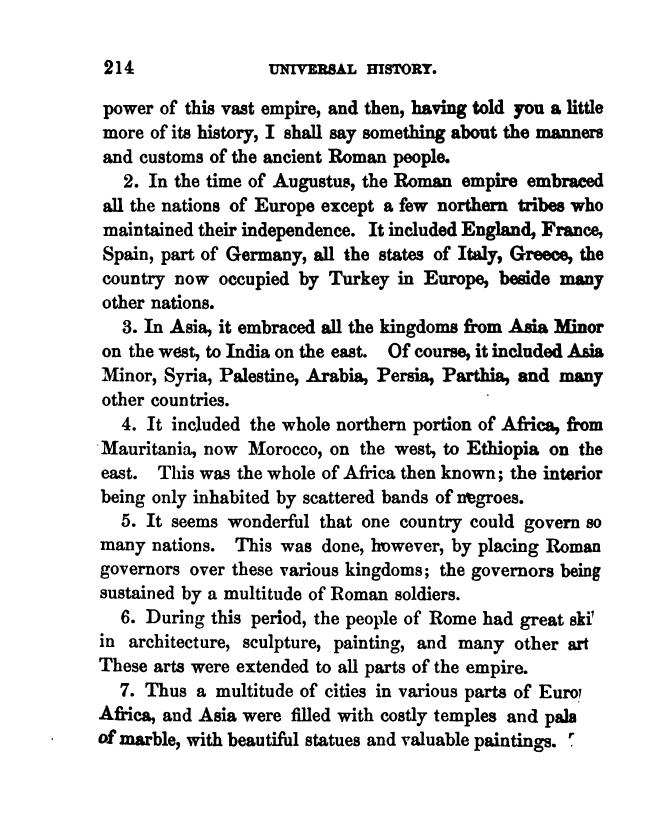 214 UNIVERSAL HISTORY.
power of this vast empire, and then, having told you a little
more of its history, I shall say something about the manners
and customs of the ancient Roman people.
2. In the time of Augustus, the Roman empire embraced
all the nations of Europe except a few northern tribes who
maintained their independence. It included England, France,
Spain, part of Germany, all the states of Italy, Greece, the
country now occupied by Turkey in Europe, beside many
other nations.
3. In Asia, it embraced all the kingdoms from Asia Minor
on the west, to India on the east. Of course, it included Asia
Minor, Syria, Palestine, Arabia, Persia, Parthia, and many
other countries.
4. It included the whole northern portion of Africa, from
Mauritania, now Morocco, on the west, to Ethiopia on the
east. This was the whole of Africa then known; the interior
being only inhabited by scattered bands of negroes.
5. It seems wonderful that one country could govern so
many nations. This was done, however, by placing Roman
governors over these various kingdoms; the governors being
sustained by a multitude of Roman soldiers.
6. During this period, the people of Rome had great ski
in architecture, sculpture, painting, and many other art
These arts were extended to all parts of the empire.
7. Thus a multitude of cities in various parts of Euro
Africa, and Asia were filled with costly temples and pala
of marble, with beautiful statues and valuable paintings.